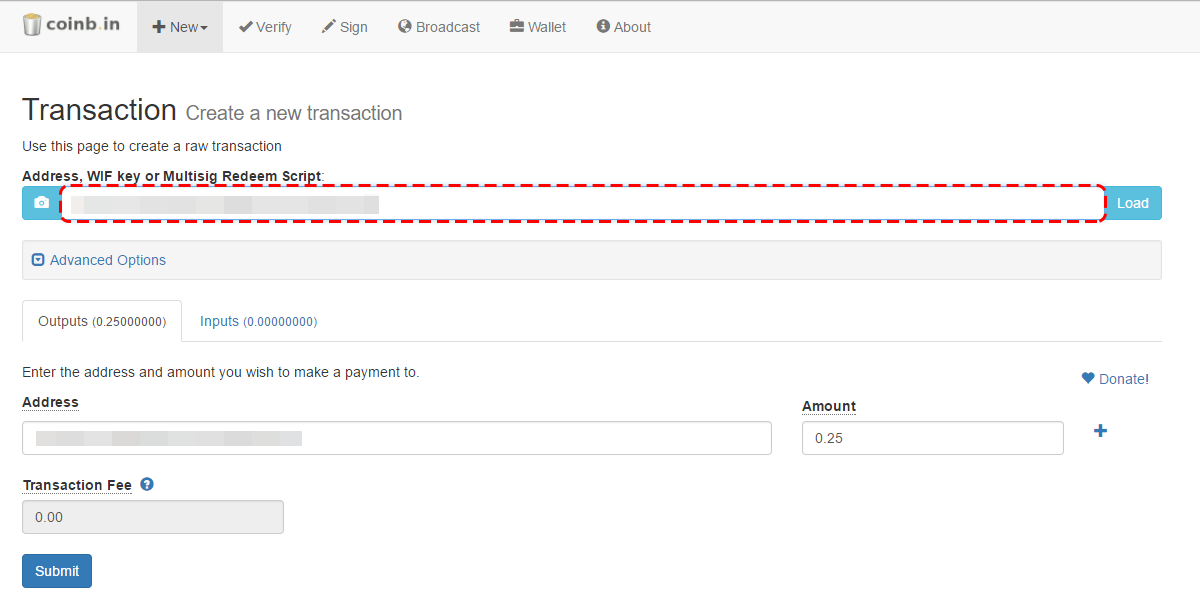 coinb.in New Verify Sign Broadcast Wallet About
Transaction Create a new transaction
Use this page to create a raw transaction
Address, WIF key or Multisig Redeem Script:
Load
Advanced Options
Outputs (0.25000000) Inputs (0.00000000)
Enter the address and amount you wish to make a payment to.
Donate!
Address Amount
0.25
Transaction Fee
0.00
Submit